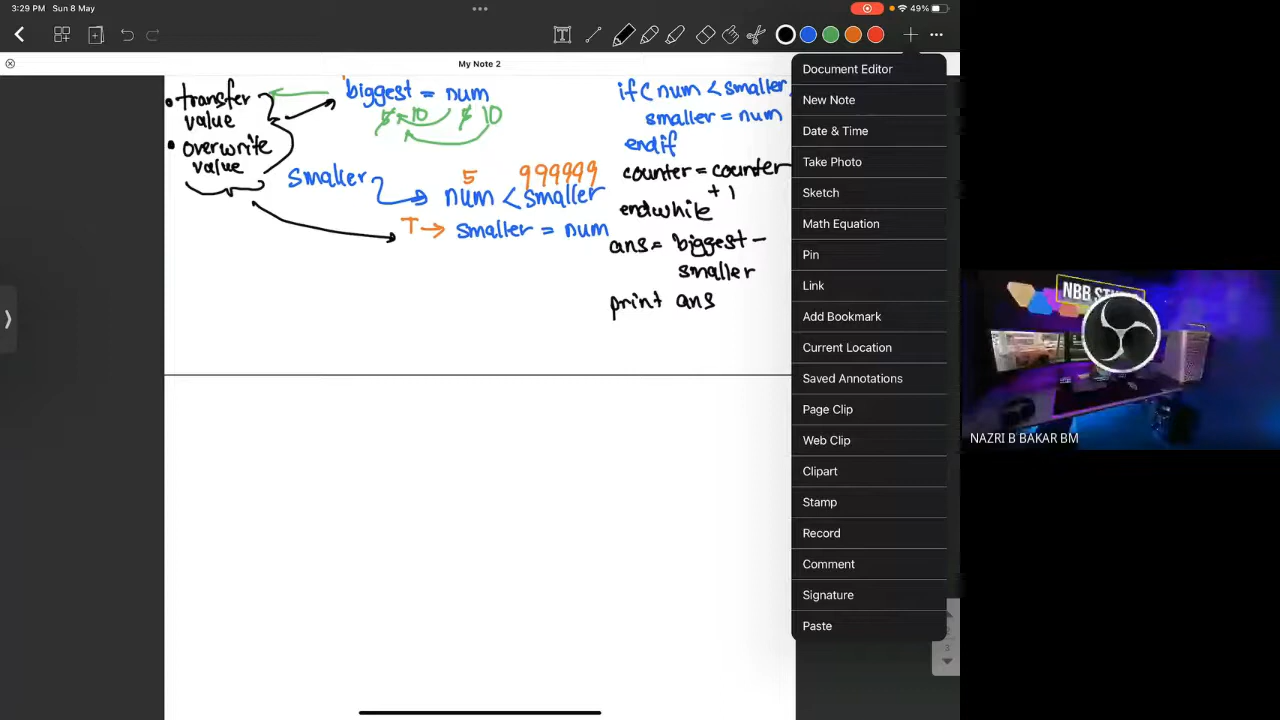 3:29 PM Sun 8 May
49%
My Note 2
• transfer value
• overwrite value
biggest = num
5 10 5 10
smaller
5 999999
num < smaller
T → smaller = num
if ( num < smaller
smaller = num
endif
counter = counter
+ 1
endwhile
ans = biggest -
smaller
print ans
Document Editor
New Note
Date & Time
Take Photo
Sketch
Math Equation
Pin
Link
Add Bookmark
Current Location
Saved Annotations
Page Clip
Web Clip
Clipart
Stamp
Record
Comment
Signature
Paste
3
NAZRI B BAKAR BM